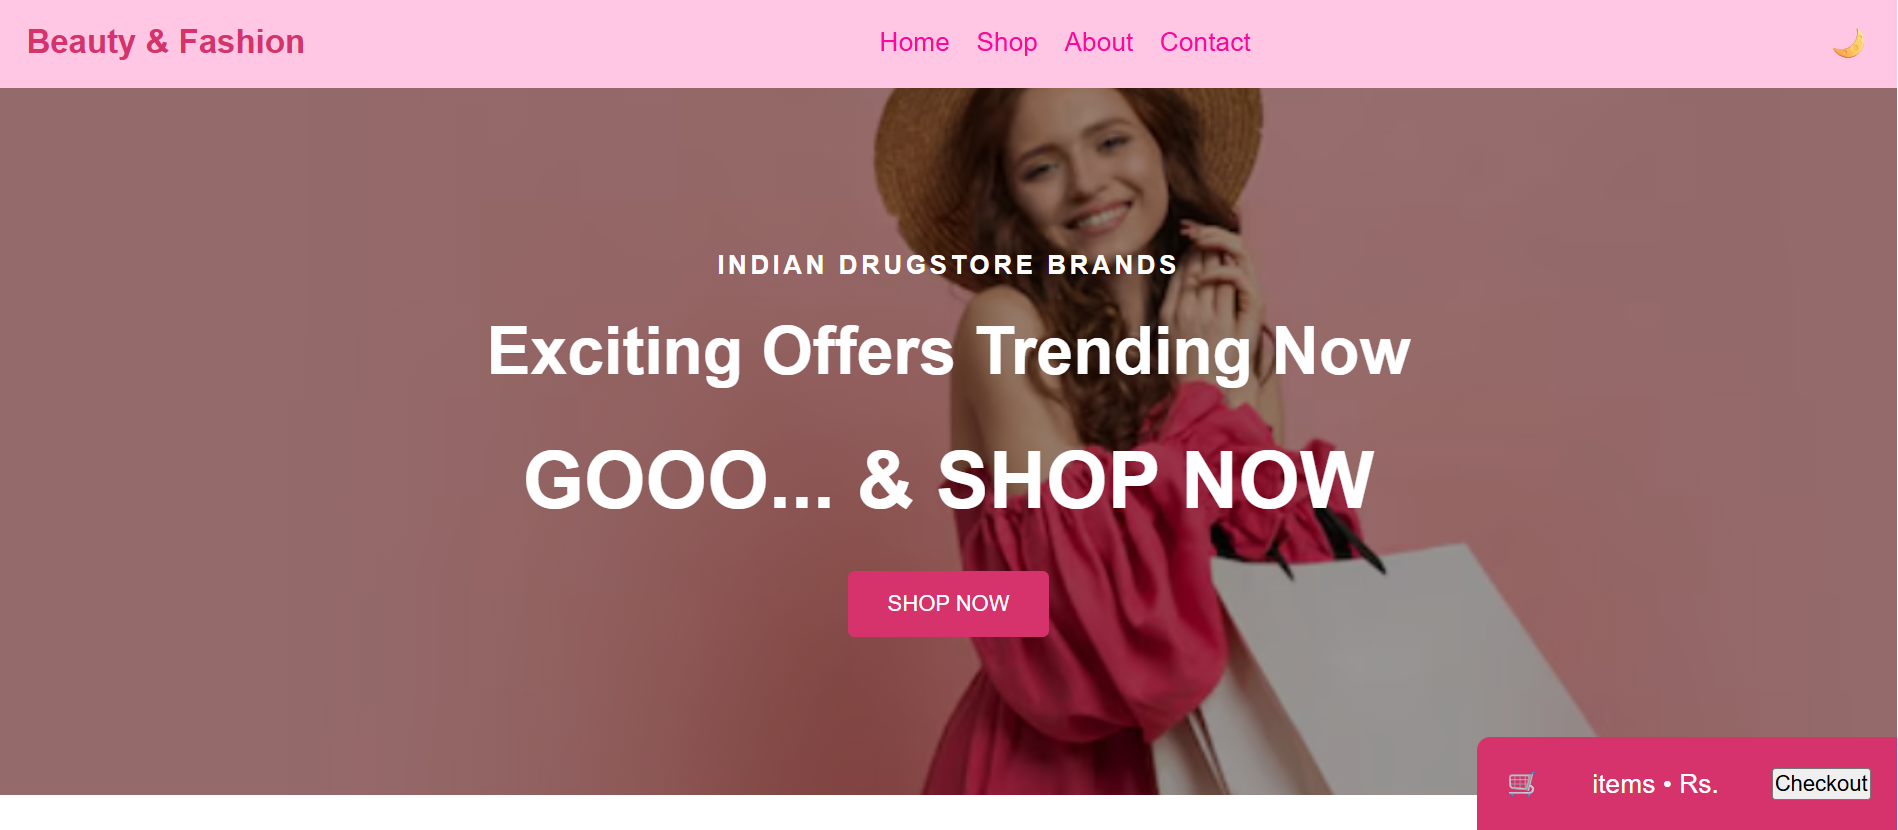 Beauty & Fashion
Home Shop About Contact
INDIAN DRUGSTORE BRANDS
Exciting Offers Trending Now
GOOO... & SHOP NOW
SHOP NOW
items • Rs. Checkout